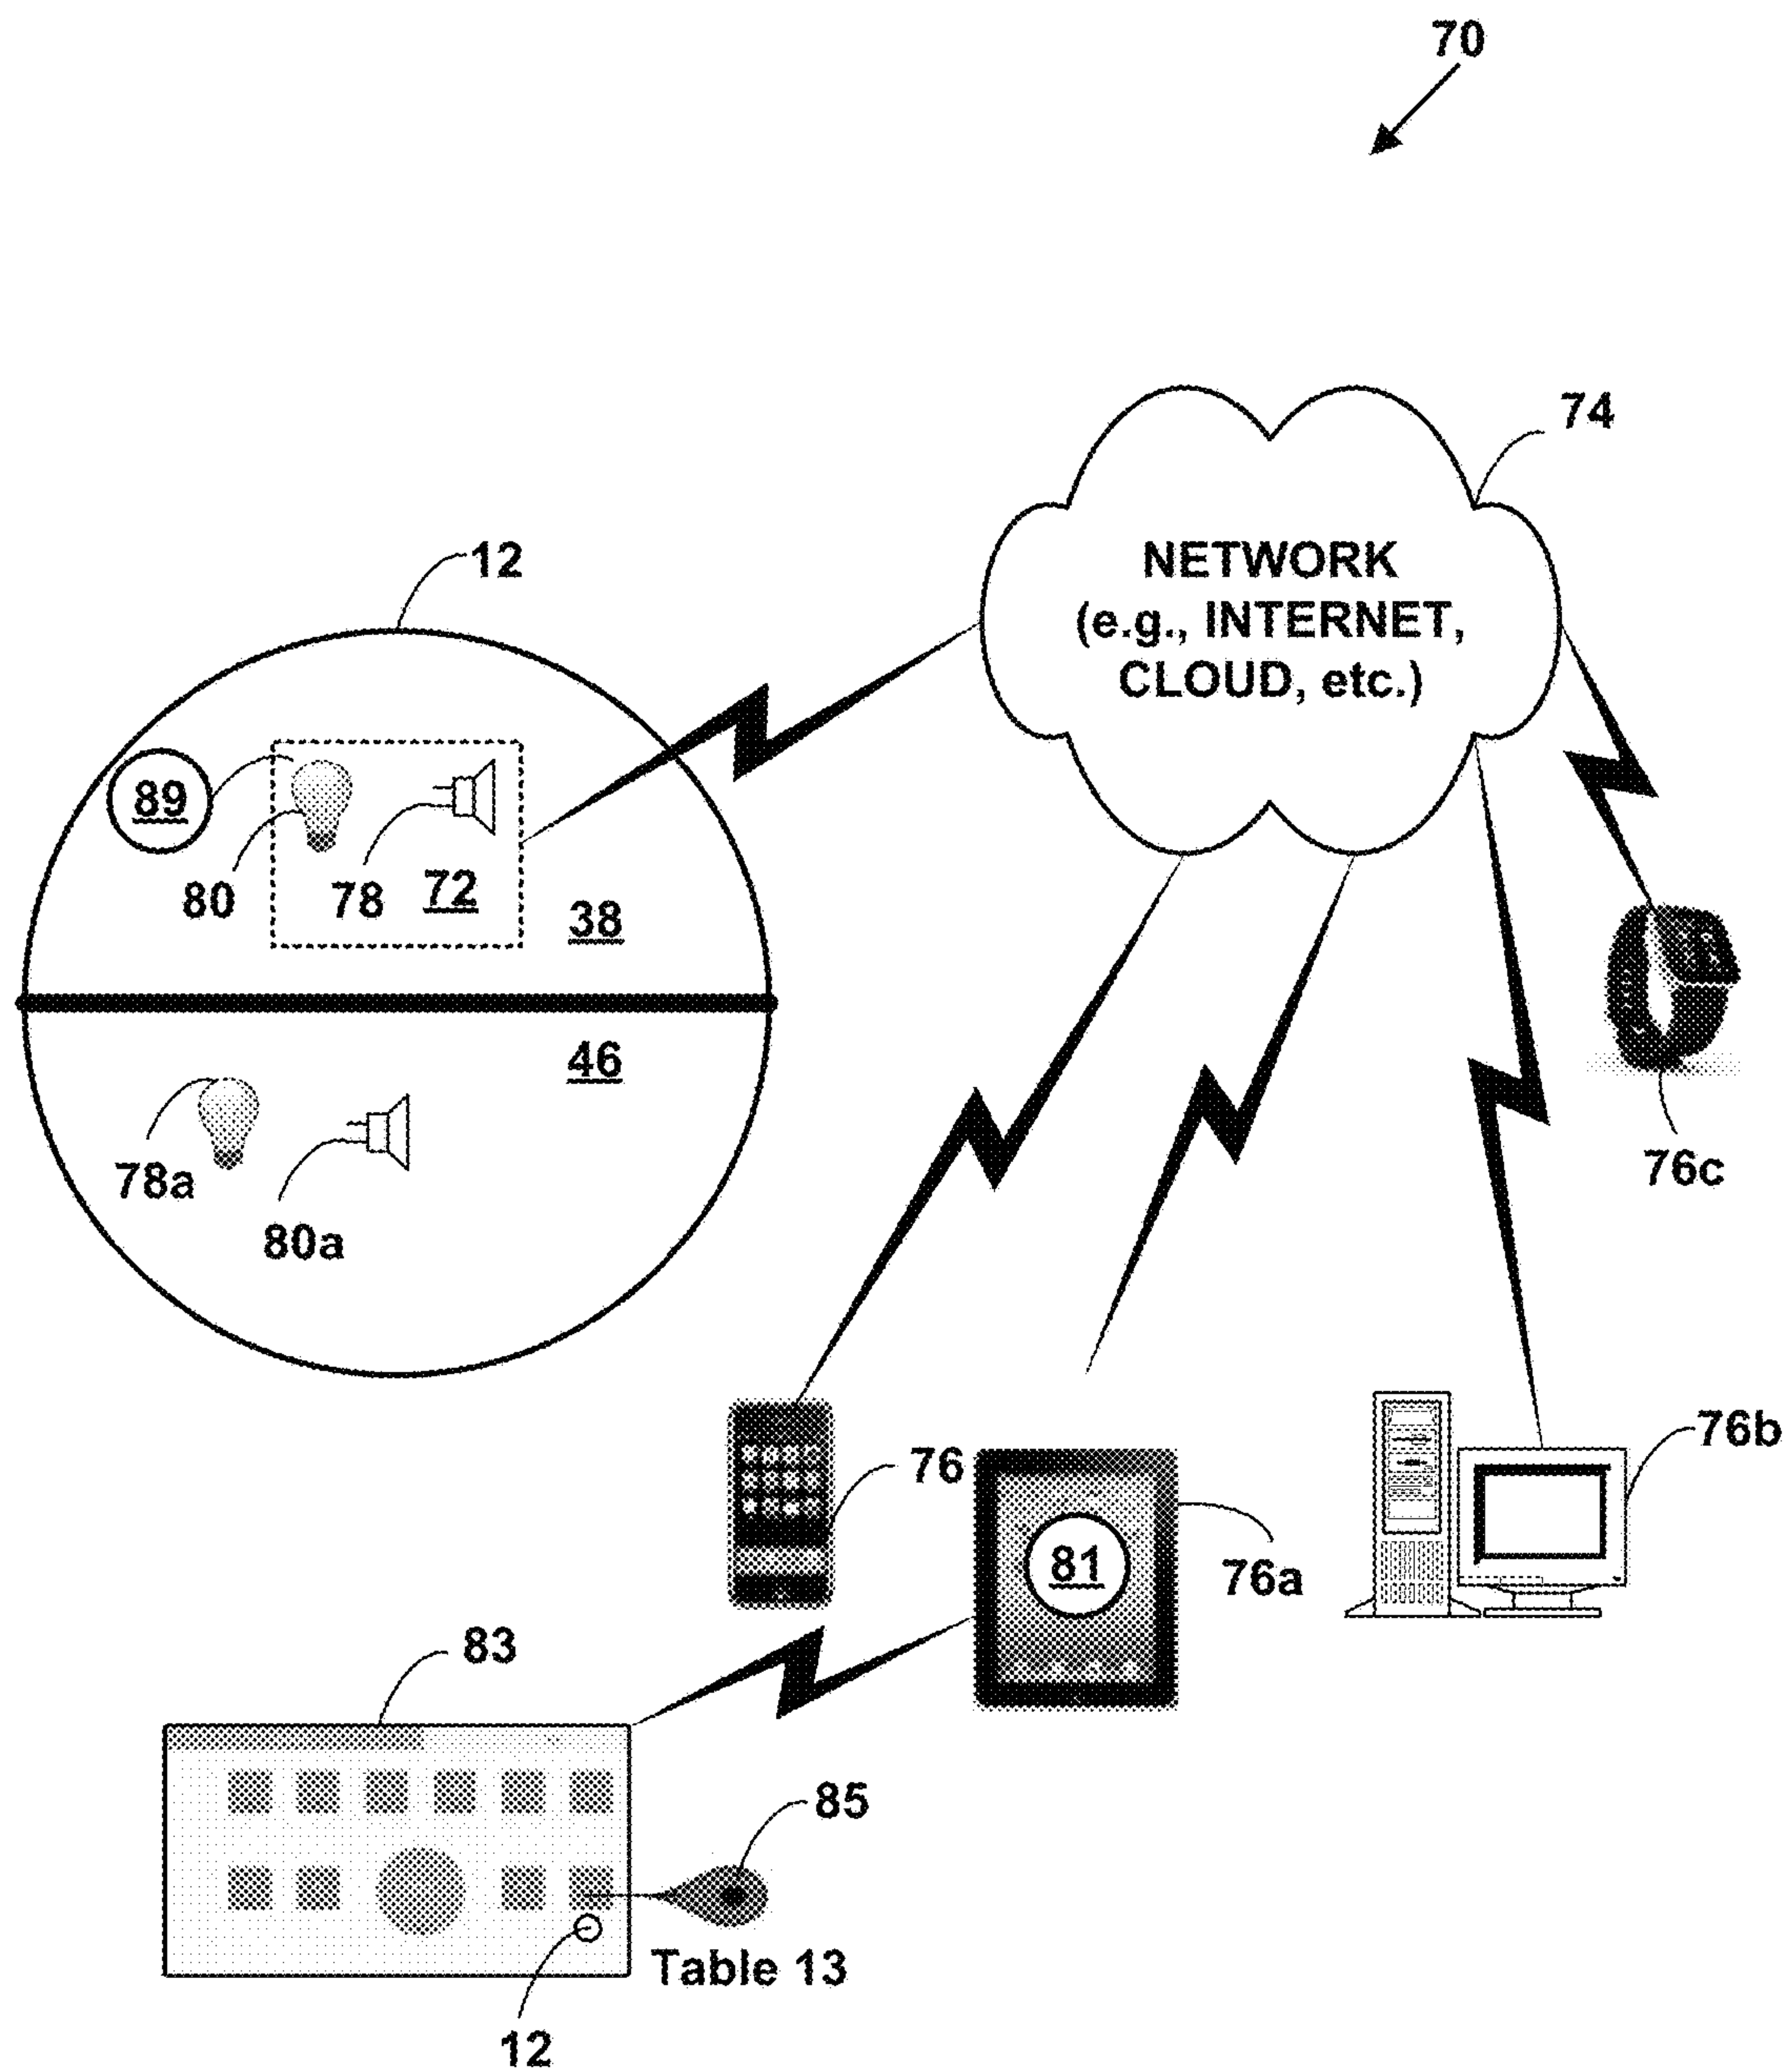 70
74
NETWORK
(e.g., INTERNET,
CLOUD, etc.)
12
89
80
78
72
38
46
78a
80a
76c
76
76a
81
76b
83
85
Table 13
12